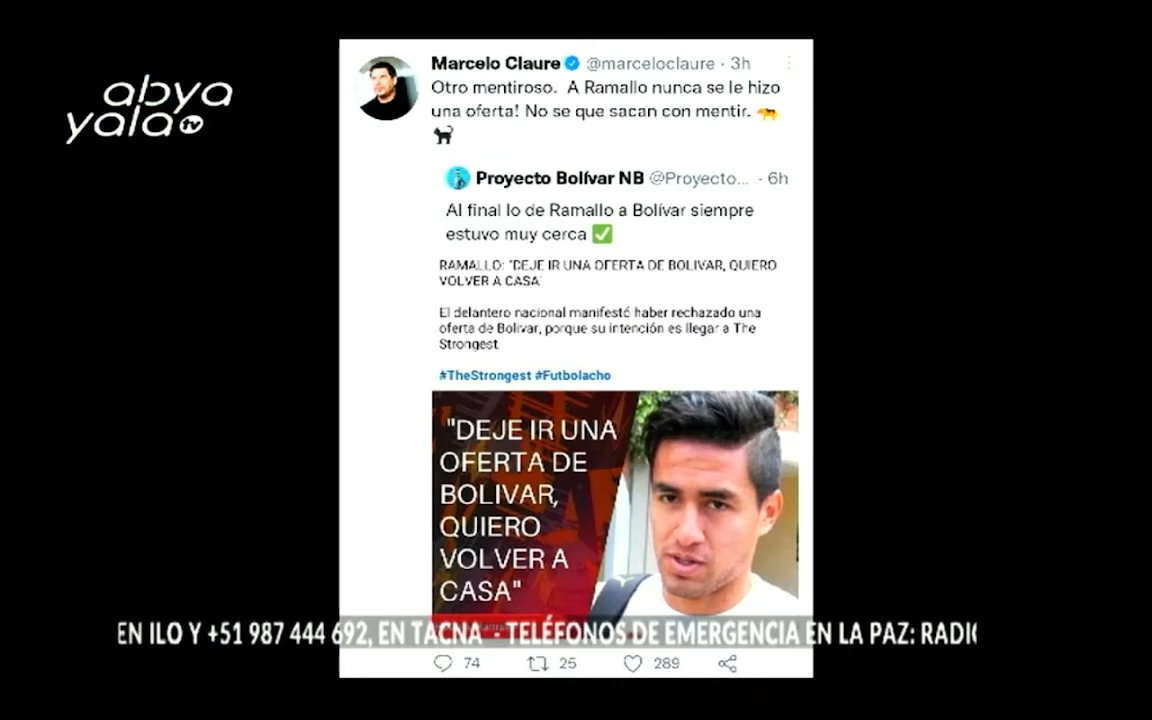 abya
yala tv
Marcelo Claure @marceloclaure · 3h
Otro mentiroso. A Ramallo nunca se le hizo
una oferta! No se que sacan con mentir. 🐅
🐈‍⬛
Proyecto Bolívar NB @Proyecto... · 6h
Al final lo de Ramallo a Bolívar siempre
estuvo muy cerca ✅
RAMALLO: "DEJE IR UNA OFERTA DE BOLIVAR, QUIERO
VOLVER A CASA"
El delantero nacional manifestó haber rechazado una
oferta de Bolivar, porque su intención es llegar a The
Strongest
#TheStrongest #Futbolacho
"DEJE IR UNA
OFERTA DE
BOLIVAR,
QUIERO
VOLVER A
CASA"
EN ILO Y +51 987 444 692, EN TACNA - TELÉFONOS DE EMERGENCIA EN LA PAZ: RADIO
74 25 289